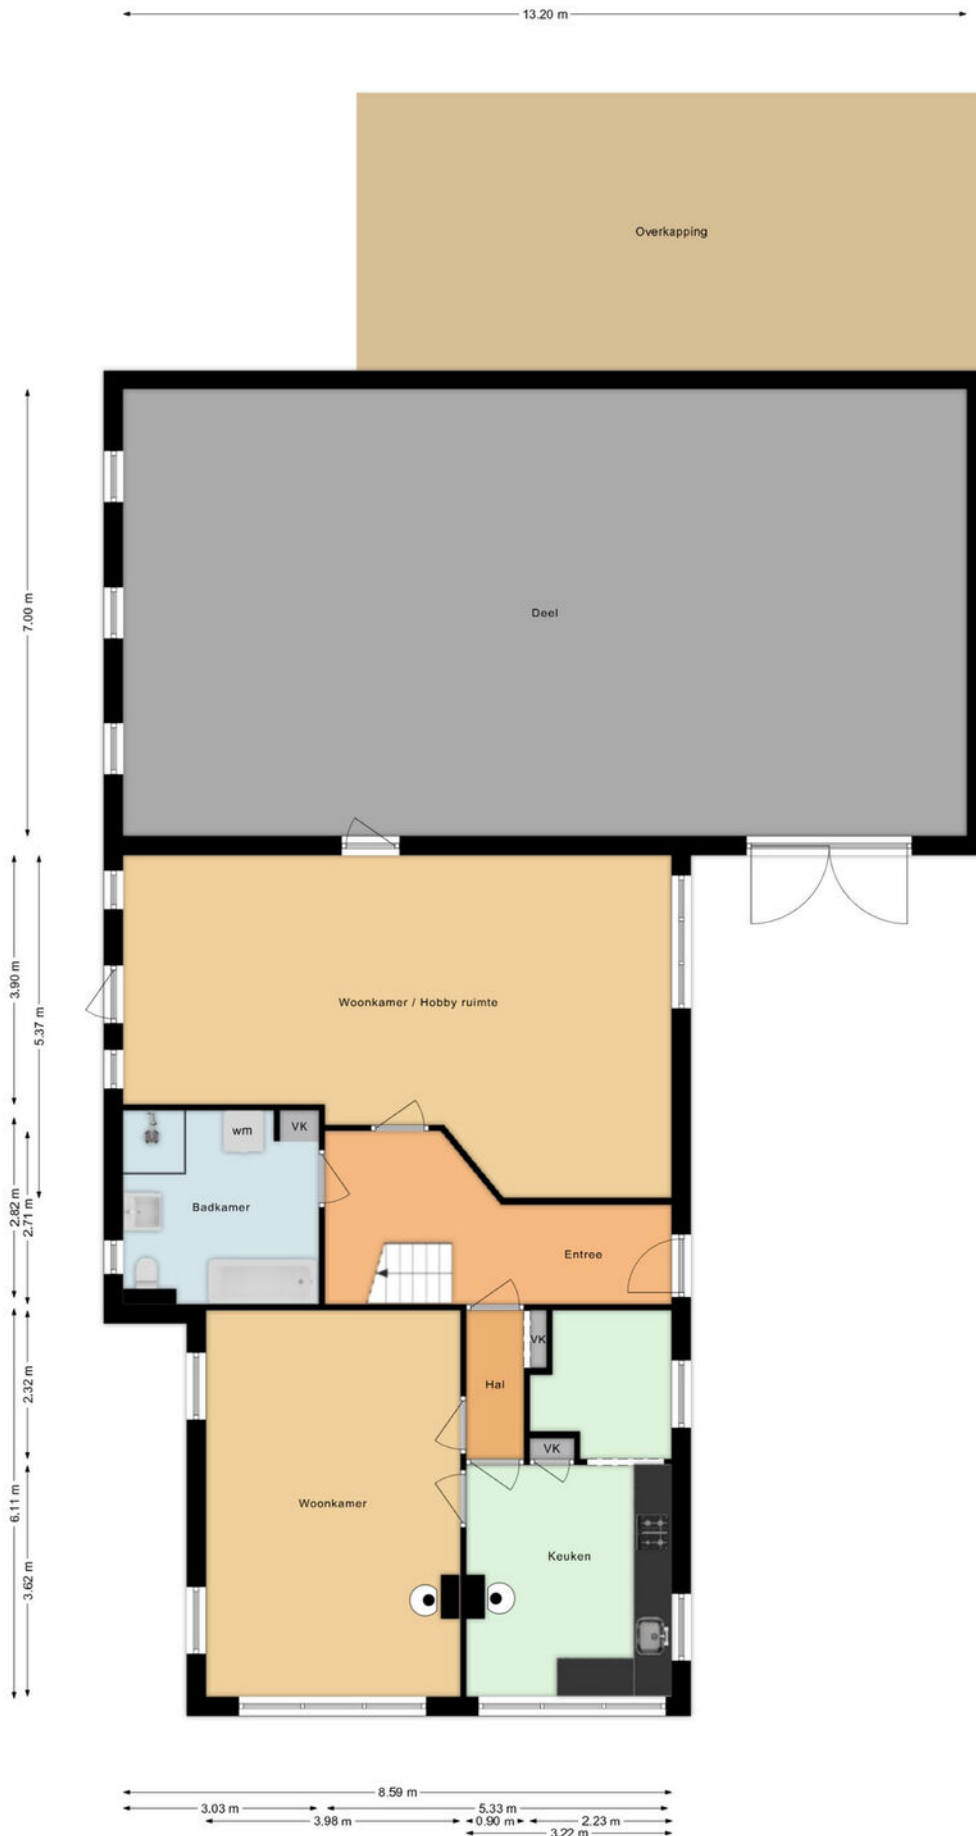 13.20 m
Overkapping
7.00 m
Deel
3.90 m
5.37 m
Woonkamer / Hobby ruimte
wm
VK
2.82 m
2.71 m
Badkamer
Entree
2.32 m
VK
Hal
VK
6.11 m
Woonkamer
3.62 m
Keuken
8.59 m
3.03 m
5.33 m
3.98 m
0.90 m
2.23 m
3.22 m